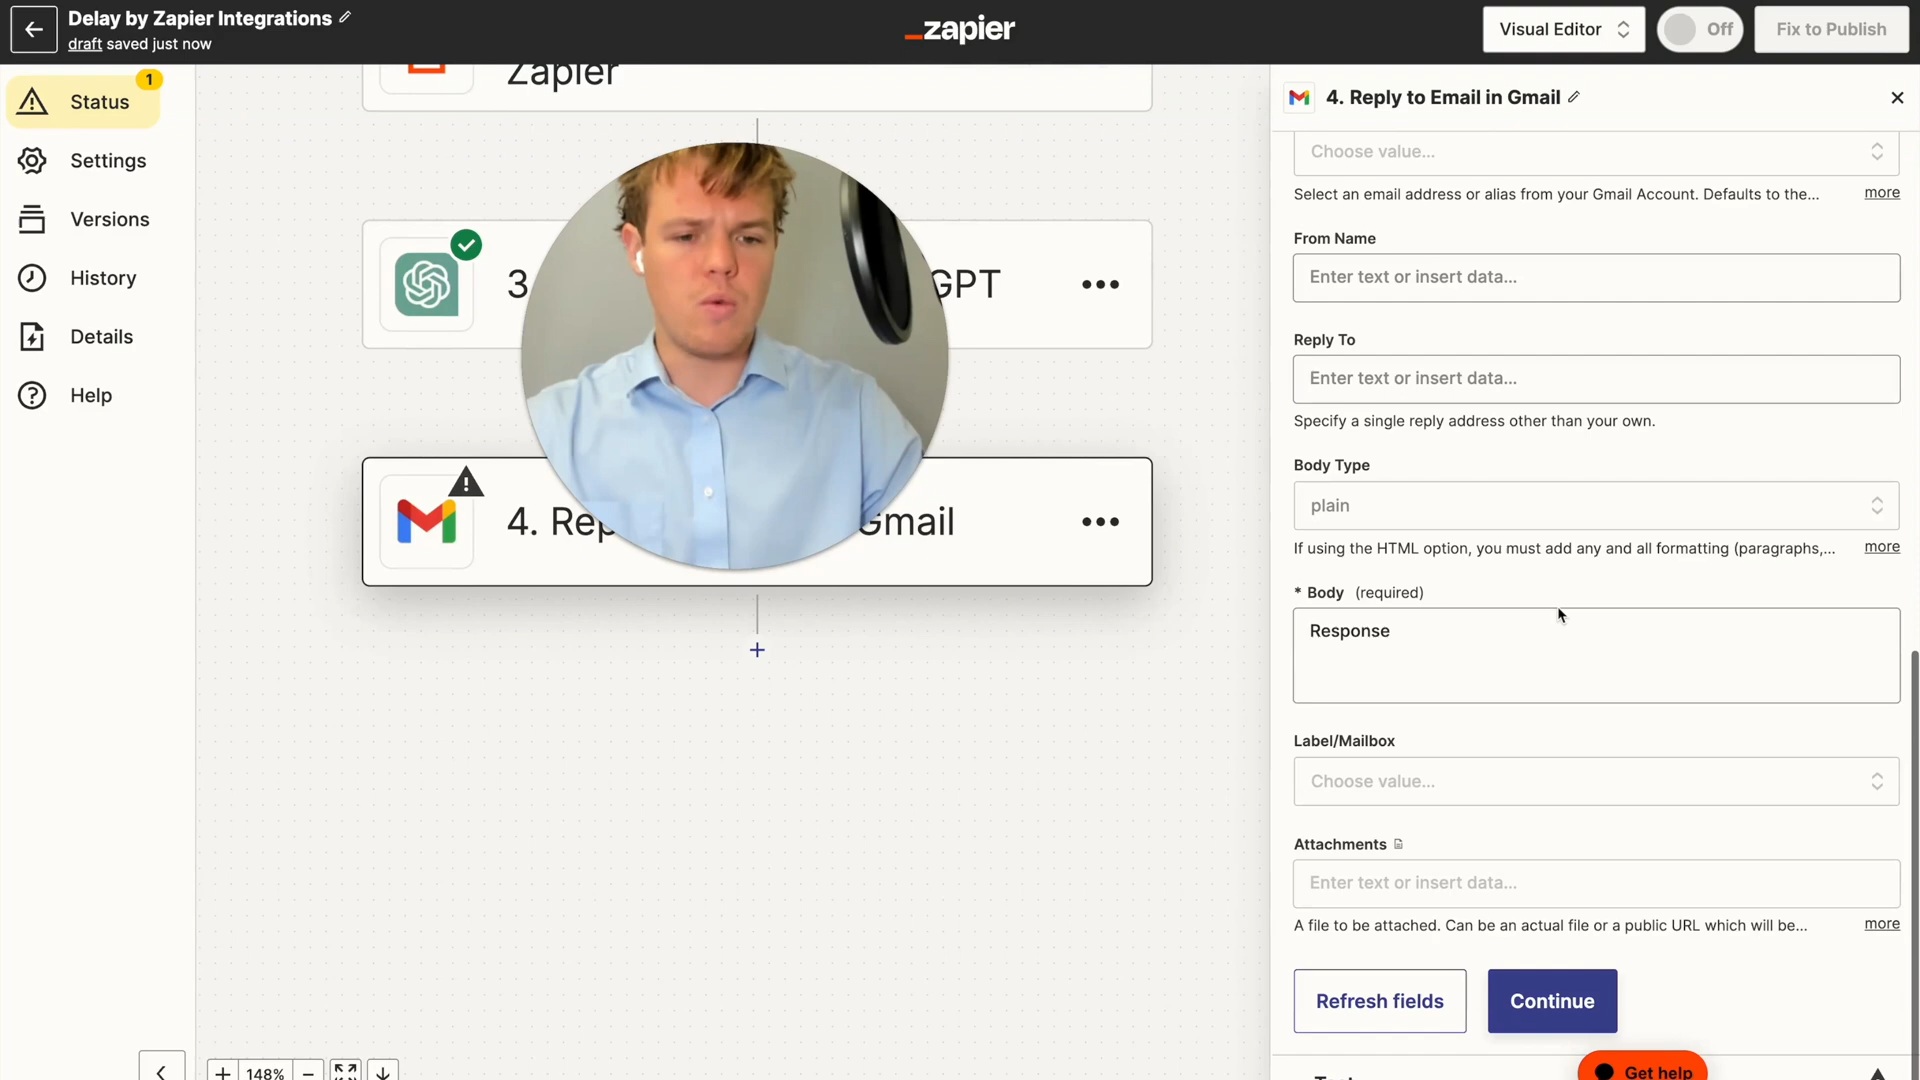 Delay by Zapier Integrations
draft saved just now
_zapier
Visual Editor
Off
Fix to Publish
1
Status
Settings
Versions
History
Details
Help
Zapier
3
GPT
4. Rep
Gmail
148%
4. Reply to Email in Gmail
Choose value...
Select an email address or alias from your Gmail Account. Defaults to the...
more
From Name
Enter text or insert data...
Reply To
Enter text or insert data...
Specify a single reply address other than your own.
Body Type
plain
If using the HTML option, you must add any and all formatting (paragraphs,...
more
* Body (required)
Response
Label/Mailbox
Choose value...
Attachments
Enter text or insert data...
A file to be attached. Can be an actual file or a public URL which will be...
more
Refresh fields
Continue
Get help